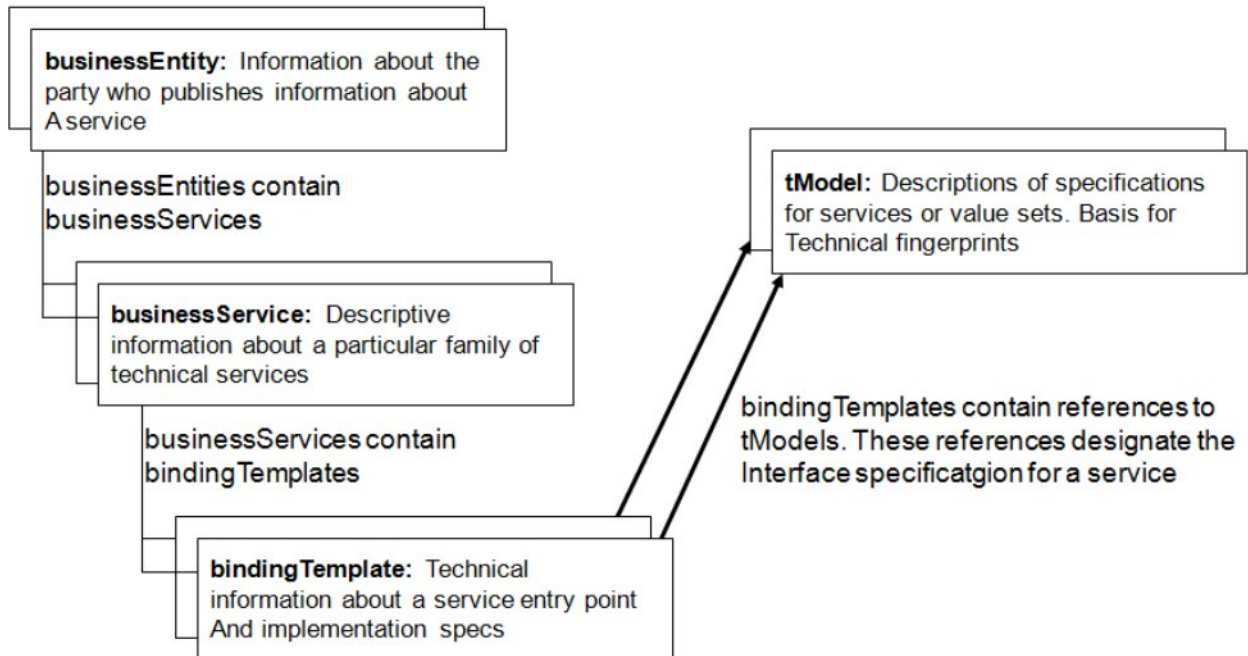 businessEntity: Information about the
party who publishes information about
A service
businessEntities contain
businessServices
tModel: Descriptions of specifications
for services or value sets. Basis for
Technical fingerprints
businessService: Descriptive
information about a particular family of
technical services
bindingTemplates contain references to
tModels. These references designate the
Interface specificatgion for a service
businessServices contain
bindingTemplates
bindingTemplate: Technical
information about a service entry point
And implementation specs